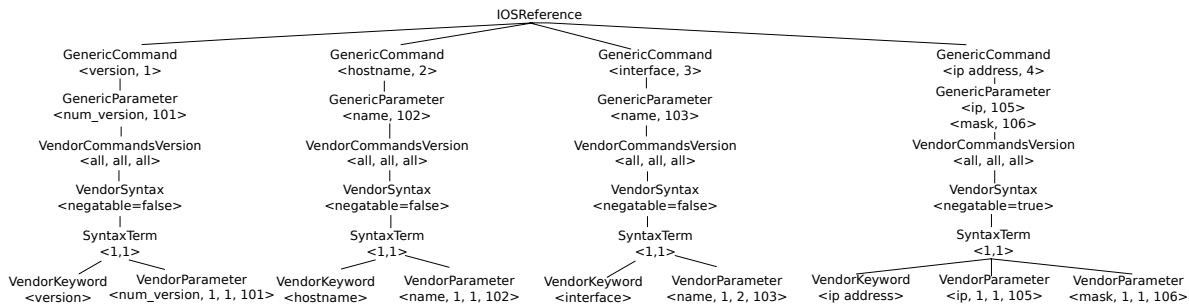 IOSReference
GenericCommand GenericCommand GenericCommand GenericCommand
<version, 1> <hostname, 2> <interface, 3> <ip address, 4>
GenericParameter GenericParameter GenericParameter GenericParameter
<num_version, 101> <name, 102> <name, 103> <ip, 105>
<mask, 106>
VendorCommandsVersion VendorCommandsVersion VendorCommandsVersion VendorCommandsVersion
<all, all, all> <all, all, all> <all, all, all> <all, all, all>
VendorSyntax VendorSyntax VendorSyntax VendorSyntax
<negatable=false> <negatable=false> <negatable=false> <negatable=true>
SyntaxTerm SyntaxTerm SyntaxTerm SyntaxTerm
<1,1> <1,1> <1,1> <1,1>
VendorKeyword VendorParameter VendorKeyword VendorParameter VendorKeyword VendorParameter VendorKeyword VendorParameter VendorParameter
<version> <num_version, 1, 1, 101> <hostname> <name, 1, 1, 102> <interface> <name, 1, 2, 103> <ip address> <ip, 1, 1, 105> <mask, 1, 1, 106>